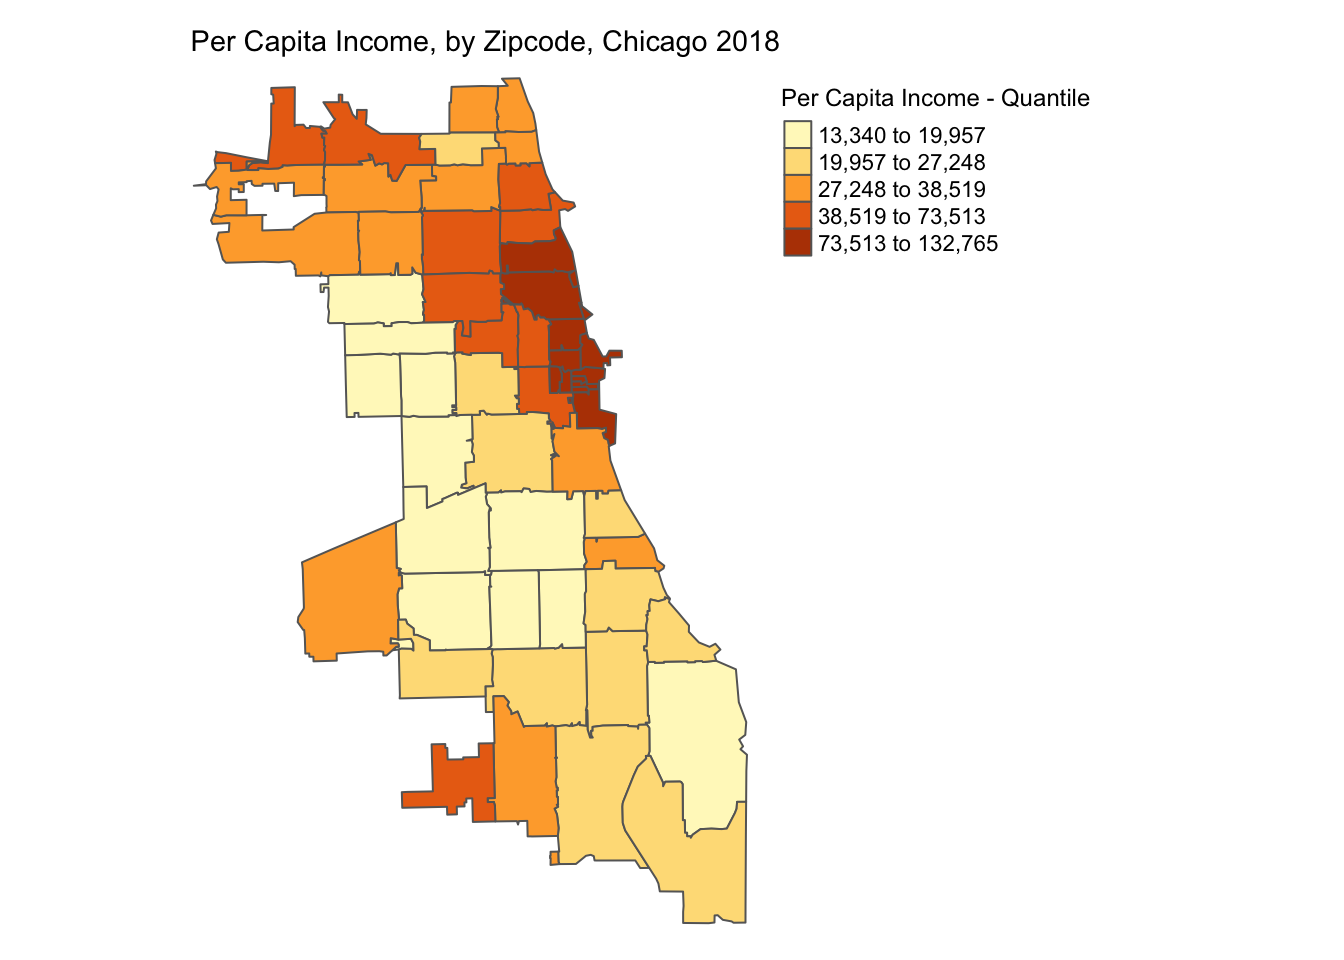 Per Capita Income, by Zipcode, Chicago 2018
Per Capita Income - Quantile
13,340 to 19,957
19,957 to 27,248
27,248 to 38,519
38,519 to 73,513
73,513 to 132,765